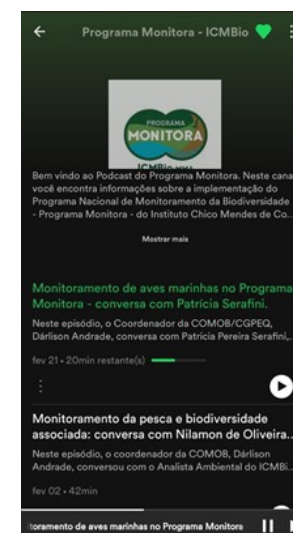 Programa Monitora - ICMBio
PROGRAMA
MONITORA
ICMBio
Bem vindo ao Podcast do Programa Monitora. Neste cana
você encontra informações sobre a implementação do
Programa Nacional de Monitoramento da Biodiversidade
- Programa Monitora - do Instituto Chico Mendes de Co...
Mostrar mais
Monitoramento de aves marinhas no Programa
Monitora - conversa com Patrícia Serafini.
Neste episódio, o Coordenador da COMOB/CGPEQ,
Dárlison Andrade, conversa com Patricia Pereira Serafini,...
fev 21 • 20min restante(s)
Monitoramento da pesca e biodiversidade
associada: conversa com Nilamon de Oliveira...
Neste episódio, o coordenador da COMOB, Dárlison
Andrade, conversou com o Analista Ambiental do ICMBi...
fev 02 • 42min
toramento de aves marinhas no Programa Monitora